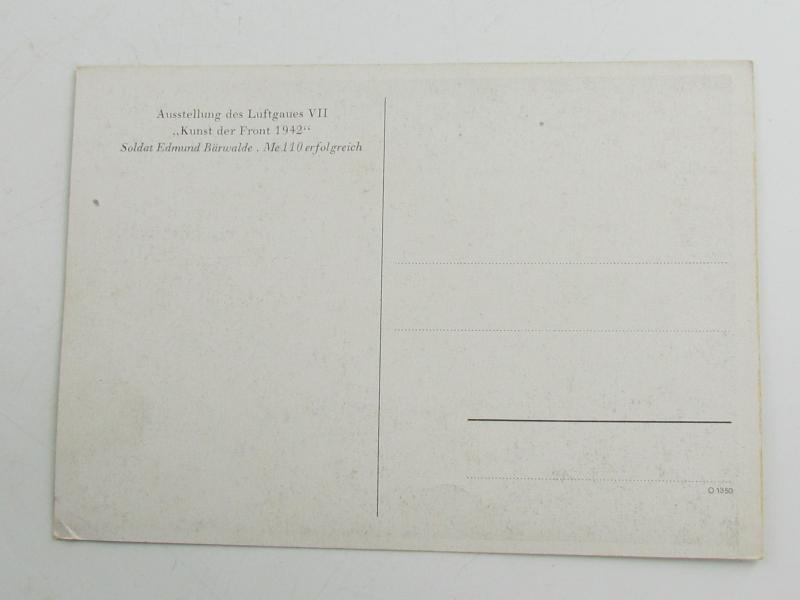 Ausstellung des Luftgaues VII
„Kunst der Front 1942“
Soldat Edmund Bärwalde . Me 110 erfolgreich
O 1350